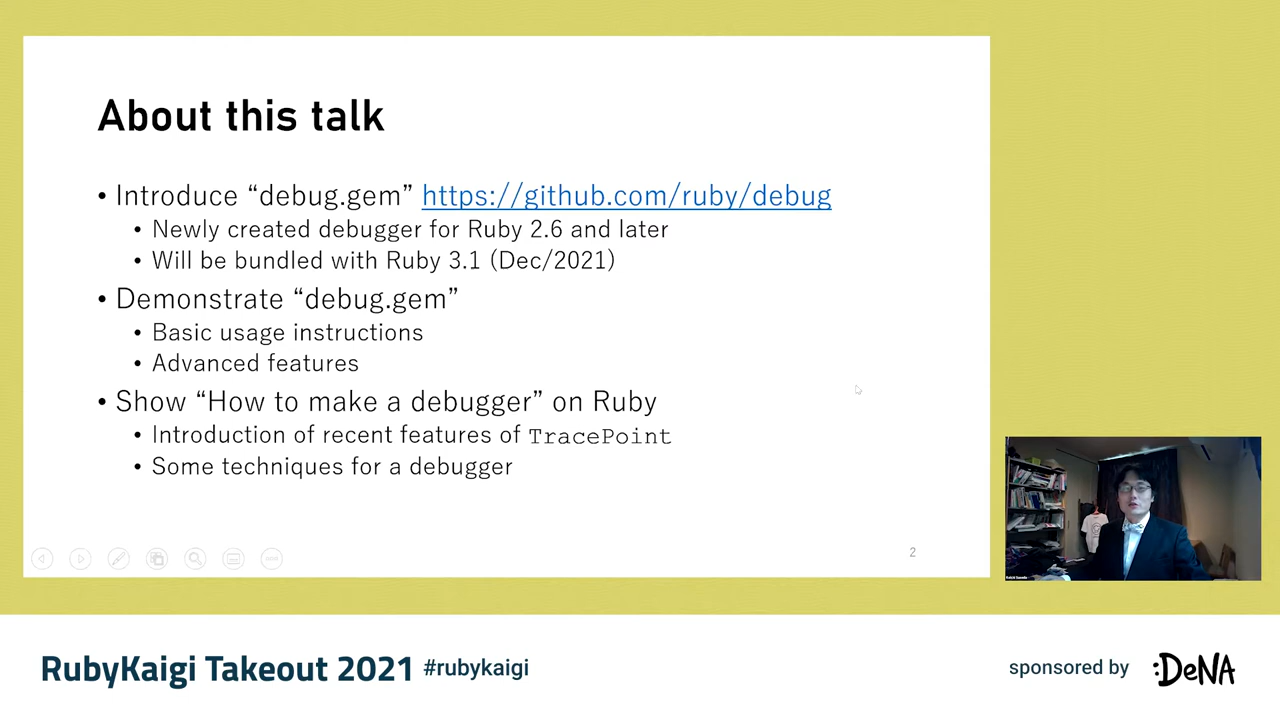 About this talk
• Introduce “debug.gem” https://github.com/ruby/debug
• Newly created debugger for Ruby 2.6 and later
• Will be bundled with Ruby 3.1 (Dec/2021)
• Demonstrate “debug.gem”
• Basic usage instructions
• Advanced features
• Show “How to make a debugger” on Ruby
• Introduction of recent features of TracePoint
• Some techniques for a debugger
2
RubyKaigi Takeout 2021 #rubykaigi
sponsored by :DeNA